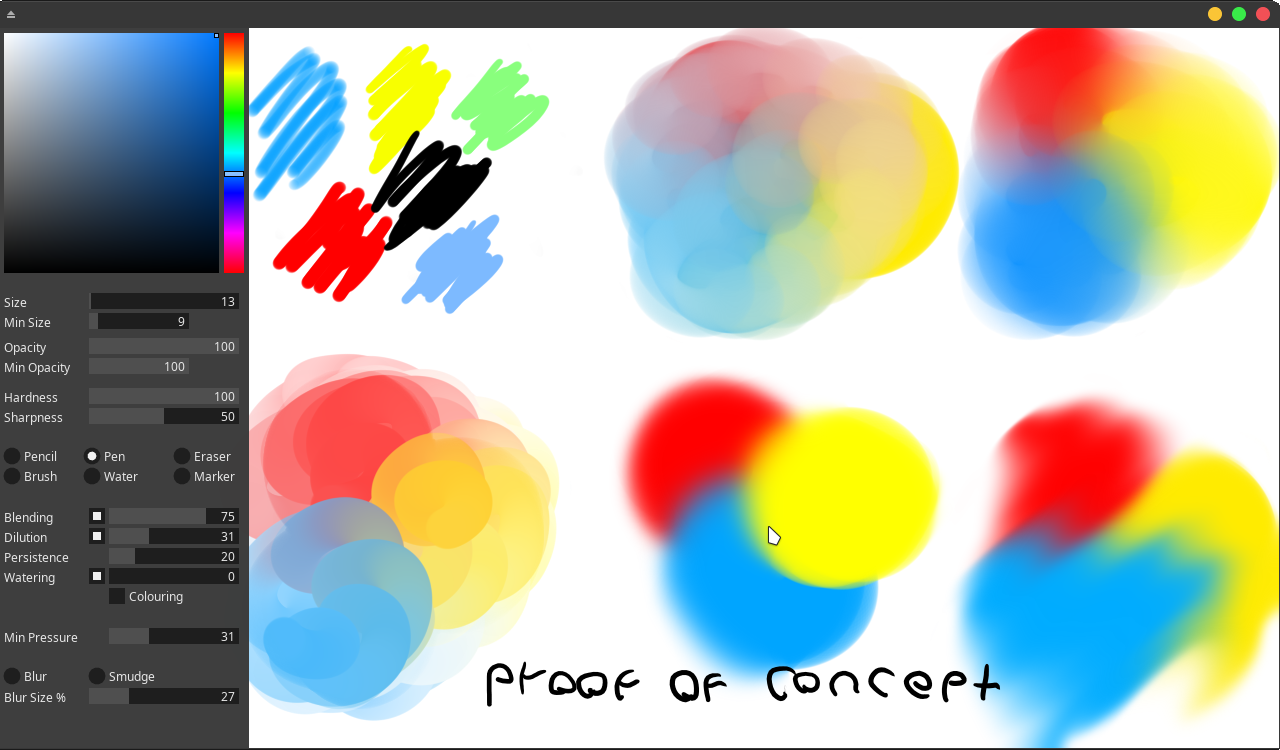 Size 13
Min Size 9
Opacity 100
Min Opacity 100
Hardness 100
Sharpness 50
Pencil Pen Eraser
Brush Water Marker
Blending 75
Dilution 31
Persistence 20
Watering 0
Colouring
Min Pressure 31
Blur Smudge
Blur Size % 27
proof of concept